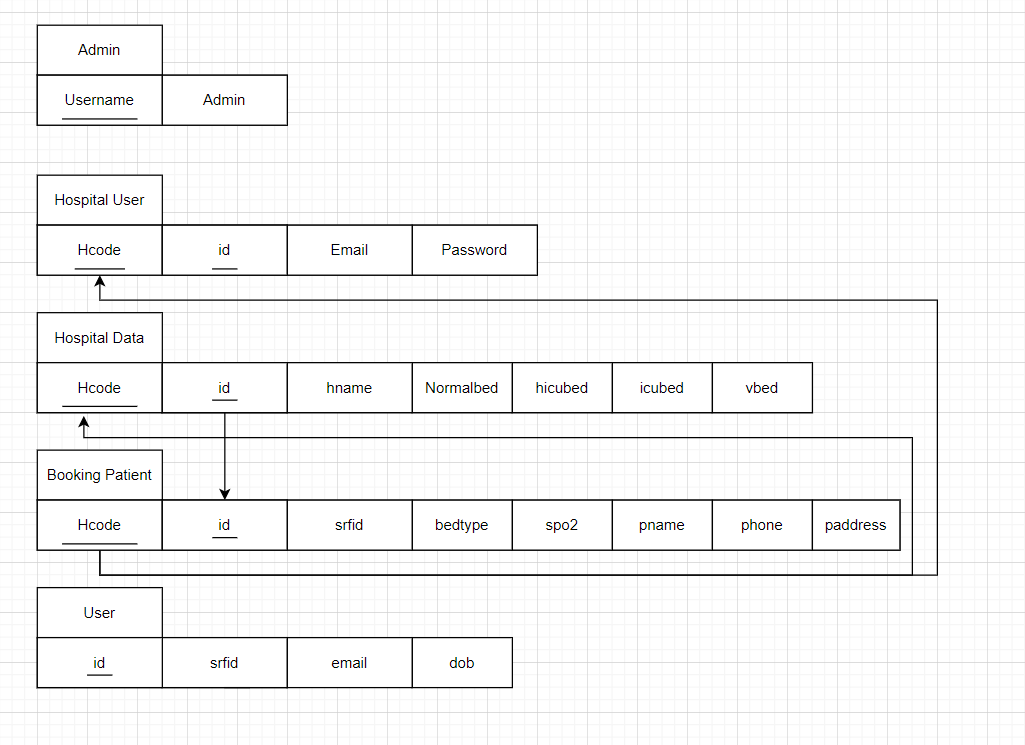 Admin
Username Admin
Hospital User
Hcode id Email Password
Hospital Data
Hcode id hname Normalbed hicubed icubed vbed
Booking Patient
Hcode id srfid bedtype spo2 pname phone paddress
User
id srfid email dob